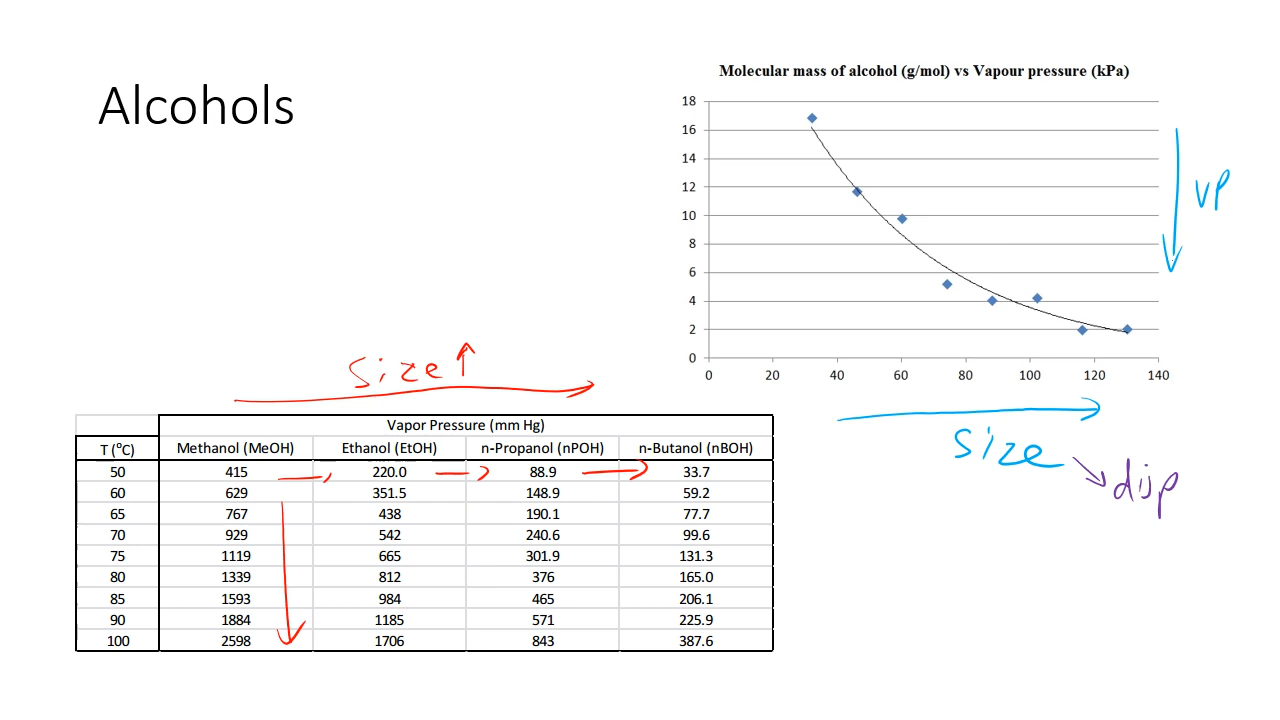 Alcohols
Molecular mass of alcohol (g/mol) vs Vapour pressure (kPa)
18
16
14
12
10
8
6
4
2
0
0 20 40 60 80 100 120 140
vp
size
disp
size ↑
Vapor Pressure (mm Hg)
T (°C) Methanol (MeOH) Ethanol (EtOH) n-Propanol (nPOH) n-Butanol (nBOH)
50 415 220.0 88.9 33.7
60 629 351.5 148.9 59.2
65 767 438 190.1 77.7
70 929 542 240.6 99.6
75 1119 665 301.9 131.3
80 1339 812 376 165.0
85 1593 984 465 206.1
90 1884 1185 571 225.9
100 2598 1706 843 387.6